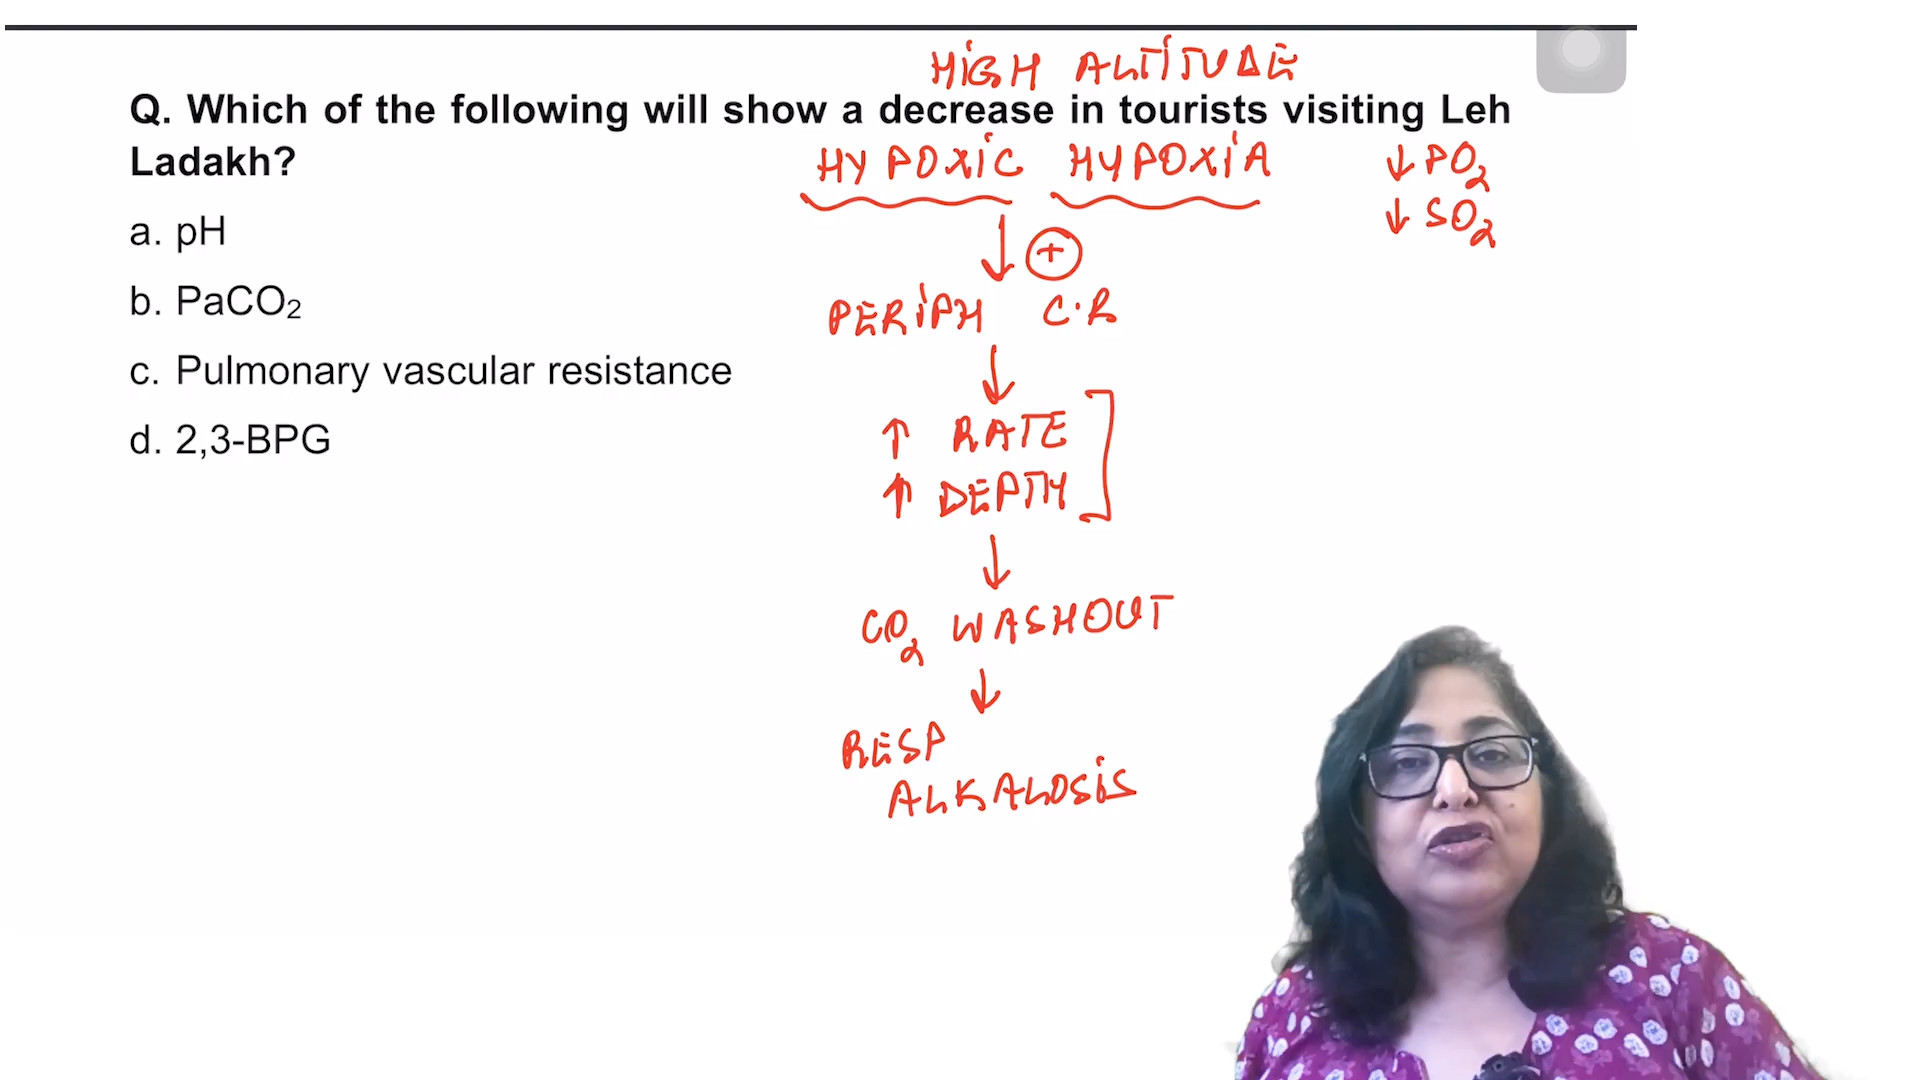 HIGH ALTITUDE
Q. Which of the following will show a decrease in tourists visiting Leh
Ladakh?
HYPOXIC HYPOXIA
↓ PO₂
↓ SO₂
a. pH
b. PaCO₂
c. Pulmonary vascular resistance
d. 2,3-BPG
↓ +
PERIPH C.R
↓
↑ RATE
↑ DEPTH
↓
CO₂ WASHOUT
↓
RESP
ALKALOSIS